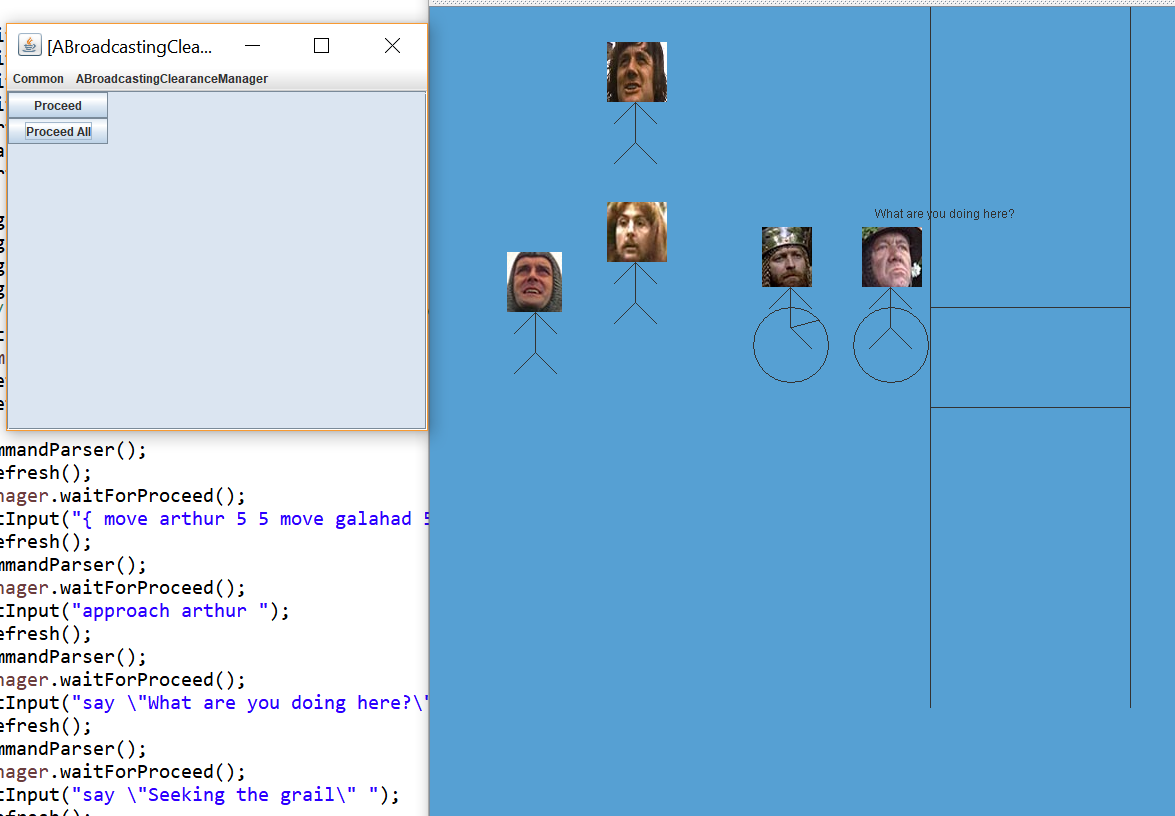 [ABroadcastingClea...
Common ABroadcastingClearanceManager
Proceed
Proceed All
What are you doing here?
mmandParser();
efresh();
nager.waitForProceed();
tInput("{ move arthur 5 5 move galahad 5
efresh();
mmandParser();
nager.waitForProceed();
tInput("approach arthur ");
efresh();
mmandParser();
nager.waitForProceed();
tInput("say \"What are you doing here?\"
efresh();
mmandParser();
nager.waitForProceed();
tInput("say \"Seeking the grail\" ");
efresh();